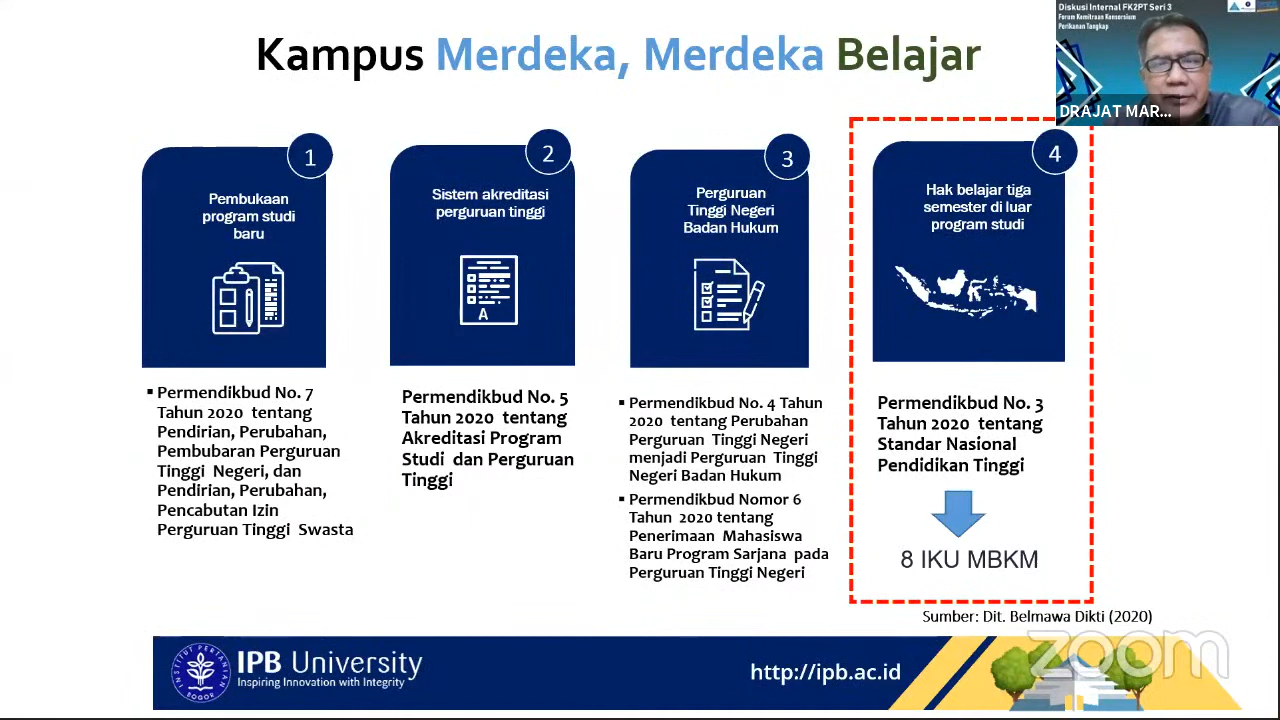 Kampus Merdeka, Merdeka Belajar
Diskusi Internal FK2PT Seri 3
Forum Kemitraan Konsorsium
Perikanan Tangkap
DRAJAT MAR...
1
Pembukaan
program studi
baru
Permendikbud No. 7
Tahun 2020 tentang
Pendirian, Perubahan,
Pembubaran Perguruan
Tinggi Negeri, dan
Pendirian, Perubahan,
Pencabutan Izin
Perguruan Tinggi Swasta
2
Sistem akreditasi
perguruan tinggi
A
Permendikbud No. 5
Tahun 2020 tentang
Akreditasi Program
Studi dan Perguruan
Tinggi
3
Perguruan
Tinggi Negeri
Badan Hukum
Permendikbud No. 4 Tahun
2020 tentang Perubahan
Perguruan Tinggi Negeri
menjadi Perguruan Tinggi
Negeri Badan Hukum
Permendikbud Nomor 6
Tahun 2020 tentang
Penerimaan Mahasiswa
Baru Program Sarjana pada
Perguruan Tinggi Negeri
4
Hak belajar tiga
semester di luar
program studi
Permendikbud No. 3
Tahun 2020 tentang
Standar Nasional
Pendidikan Tinggi
8 IKU MBKM
Sumber: Dit. Belmawa Dikti (2020)
INSTITUT PERTANIAN
BOGOR
IPB University
Inspiring Innovation with Integrity
http://ipb.ac.id
zoom